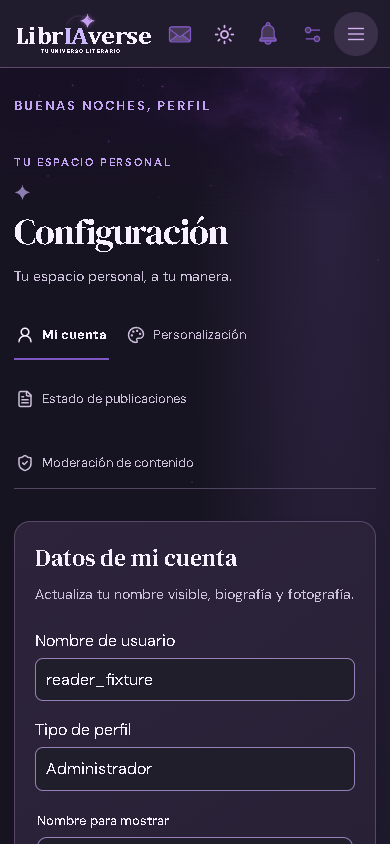 LibrIAverse
TU UNIVERSO LITERARIO
BUENAS NOCHES, PERFIL
TU ESPACIO PERSONAL
Configuración
Tu espacio personal, a tu manera.
Mi cuenta
Personalización
Estado de publicaciones
Moderación de contenido
Datos de mi cuenta
Actualiza tu nombre visible, biografía y fotografía.
Nombre de usuario
reader_fixture
Tipo de perfil
Administrador
Nombre para mostrar